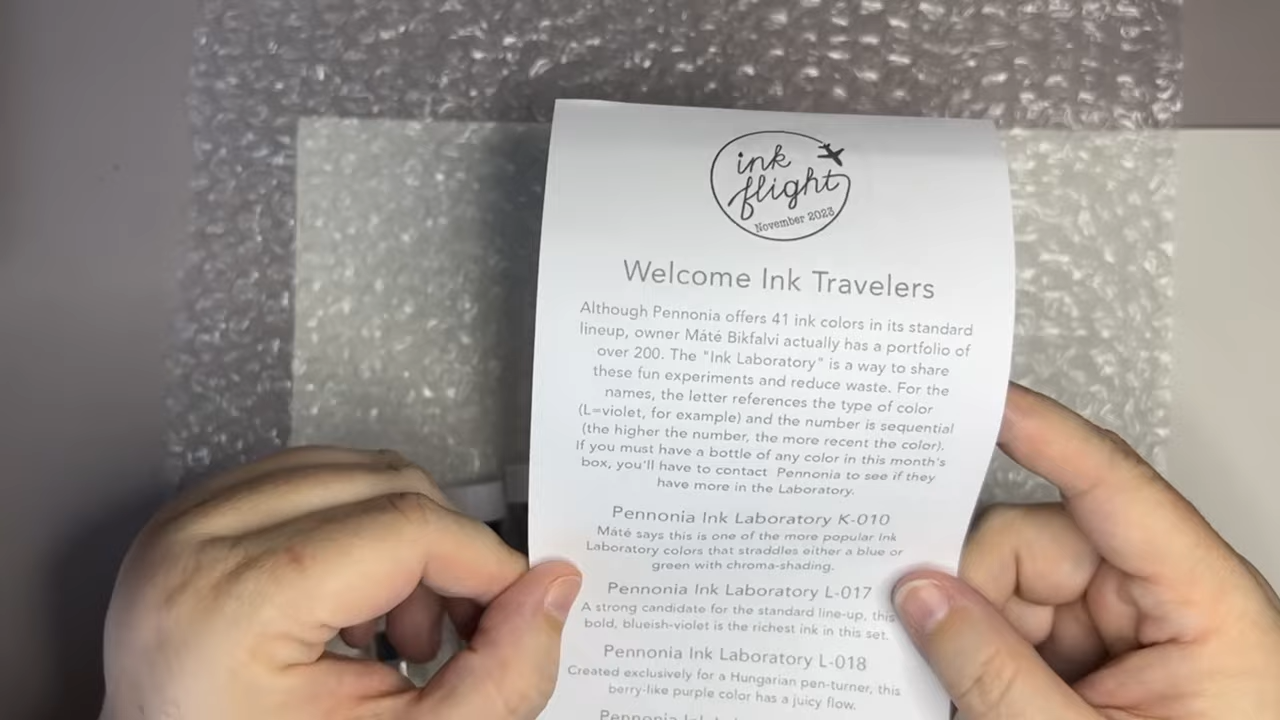 ink
flight
November 2023
Welcome Ink Travelers
Although Pennonia offers 41 ink colors in its standard
lineup, owner Máté Bikfalvi actually has a portfolio of
over 200. The "Ink Laboratory" is a way to share
these fun experiments and reduce waste. For the
names, the letter references the type of color
(L=violet, for example) and the number is sequential
(the higher the number, the more recent the color).
If you must have a bottle of any color in this month's
box, you'll have to contact Pennonia to see if they
have more in the Laboratory.
Pennonia Ink Laboratory K-010
Máté says this is one of the more popular Ink
Laboratory colors that straddles either a blue or
green with chroma-shading.
Pennonia Ink Laboratory L-017
A strong candidate for the standard line-up, this
bold, blueish-violet is the richest ink in this set.
Pennonia Ink Laboratory L-018
Created exclusively for a Hungarian pen-turner, this
berry-like purple color has a juicy flow.
Pennonia Ink